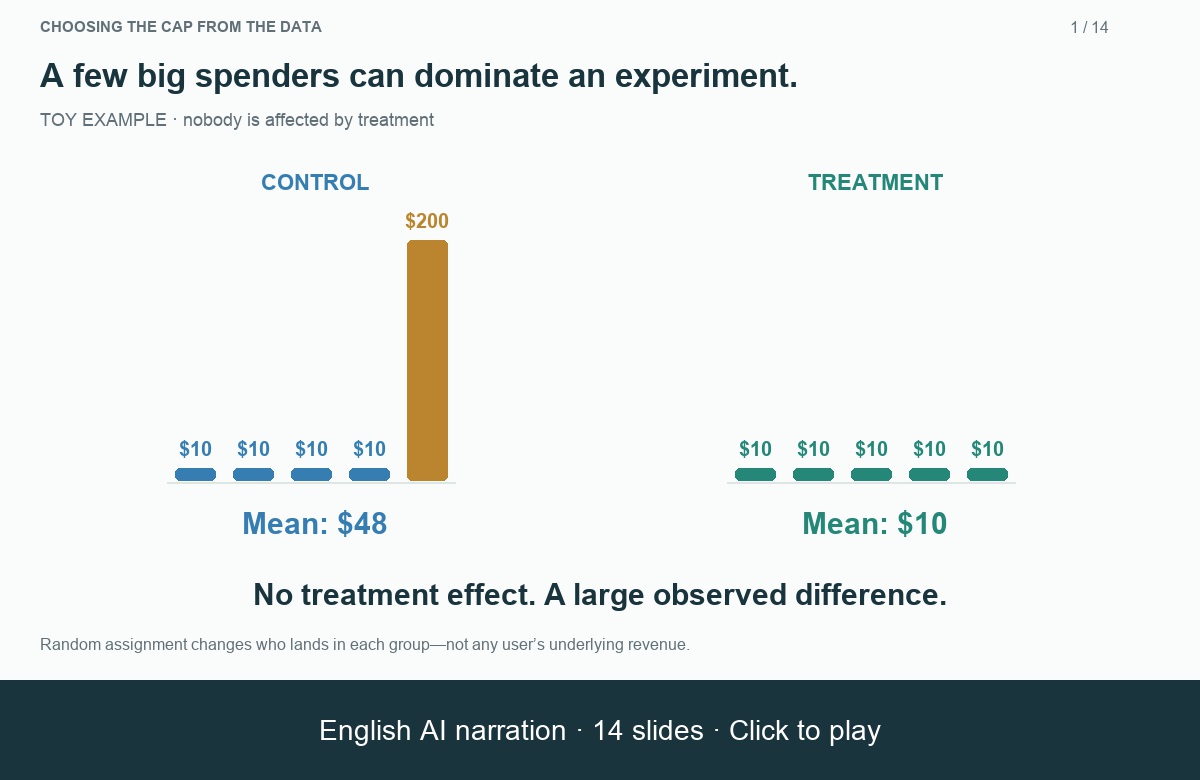 CHOOSING THE CAP FROM THE DATA
1 / 14
A few big spenders can dominate an experiment.
TOY EXAMPLE · nobody is affected by treatment
CONTROL
$200
$10 $10 $10 $10
Mean: $48
TREATMENT
$10 $10 $10 $10 $10
Mean: $10
No treatment effect. A large observed difference.
Random assignment changes who lands in each group—not any user’s underlying revenue.
English AI narration · 14 slides · Click to play